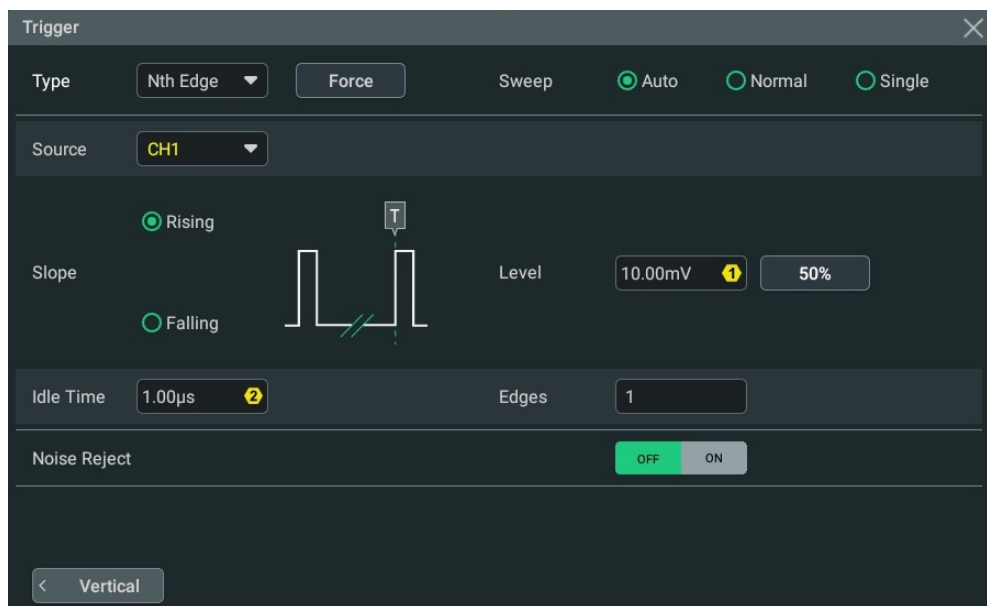 Trigger
Type Nth Edge Force Sweep Auto Normal Single
Source CH1
Rising
T
Slope Level 10.00mV 1 50%
Falling
Idle Time 1.00µs 2 Edges 1
Noise Reject OFF ON
< Vertical